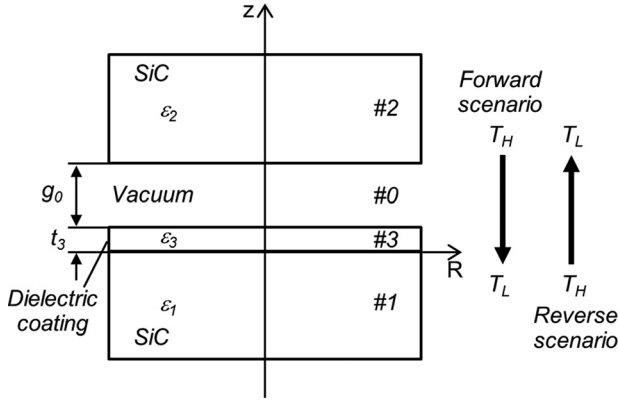 z
SiC
ε2
#2
Forward
scenario
TH
TL
g0
Vacuum
#0
t3
ε3
#3
R
Dielectric
coating
ε1
#1
SiC
TL
TH
Reverse
scenario